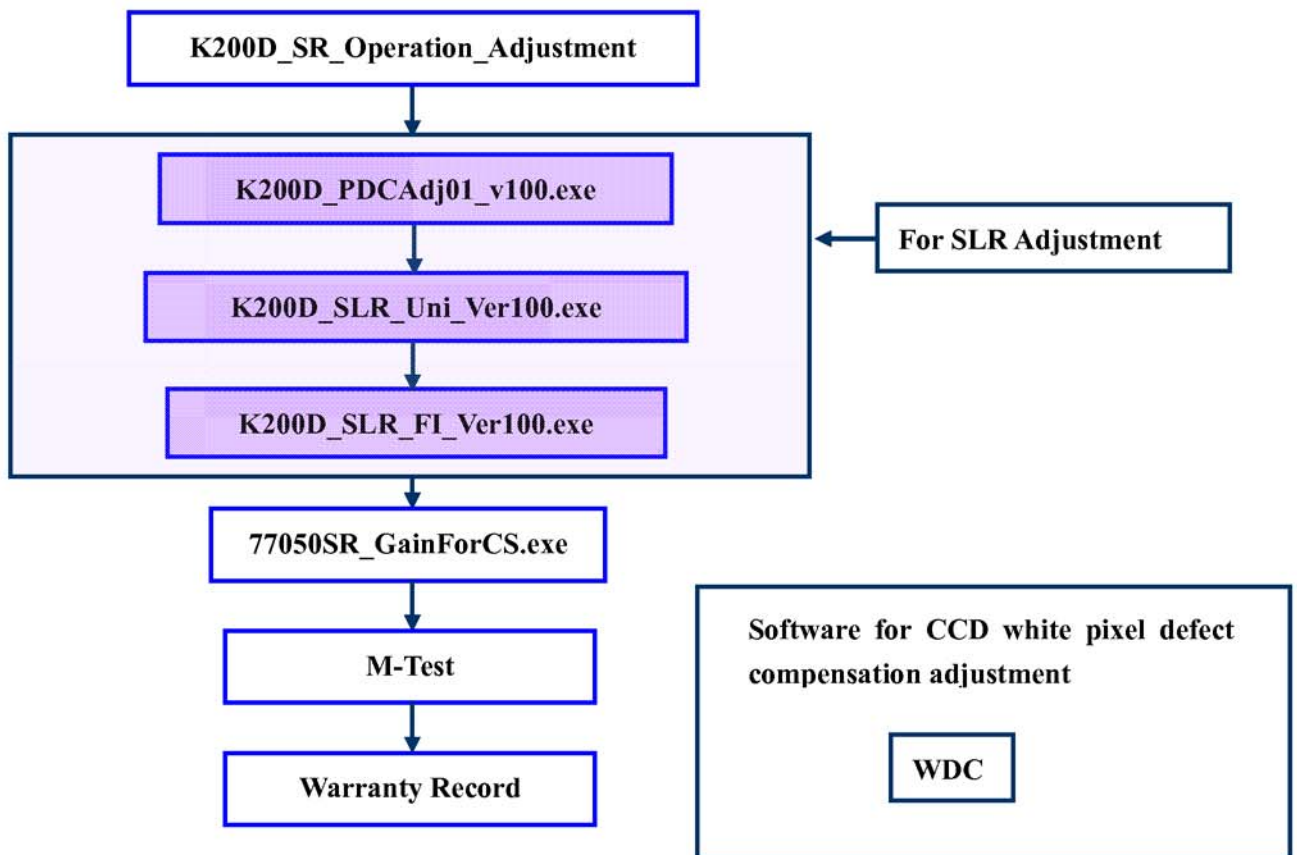 K200D_SR_Operation_Adjustment
K200D_PDCAdj01_v100.exe
For SLR Adjustment
K200D_SLR_Uni_Ver100.exe
K200D_SLR_FI_Ver100.exe
77050SR_GainForCS.exe
M-Test
Warranty Record
Software for CCD white pixel defect
compensation adjustment
WDC